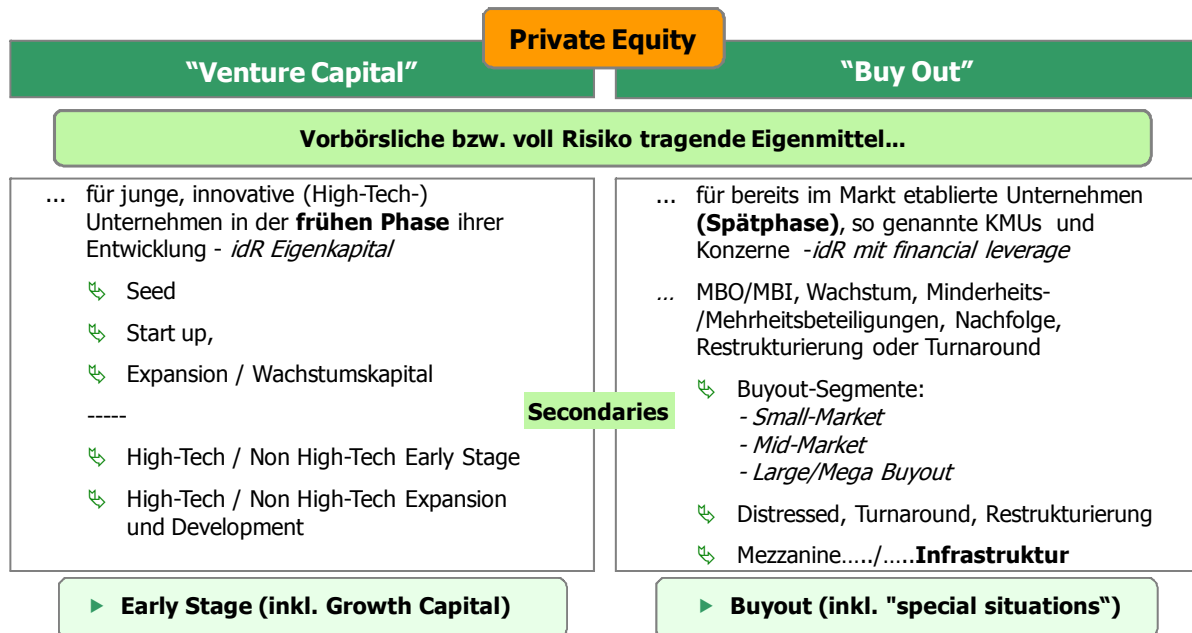 Private Equity
“Venture Capital”
“Buy Out”
Vorbörsliche bzw. voll Risiko tragende Eigenmittel...
... für junge, innovative (High-Tech-)
Unternehmen in der frühen Phase ihrer
Entwicklung - idR Eigenkapital
Seed
Start up,
Expansion / Wachstumskapital
-----
High-Tech / Non High-Tech Early Stage
High-Tech / Non High-Tech Expansion
und Development
Secondaries
... für bereits im Markt etablierte Unternehmen
(Spätphase), so genannte KMUs und
Konzerne -idR mit financial leverage
... MBO/MBI, Wachstum, Minderheits-
/Mehrheitsbeteiligungen, Nachfolge,
Restrukturierung oder Turnaround
Buyout-Segmente:
- Small-Market
- Mid-Market
- Large/Mega Buyout
Distressed, Turnaround, Restrukturierung
Mezzanine...../.....Infrastruktur
Early Stage (inkl. Growth Capital)
Buyout (inkl. "special situations“)